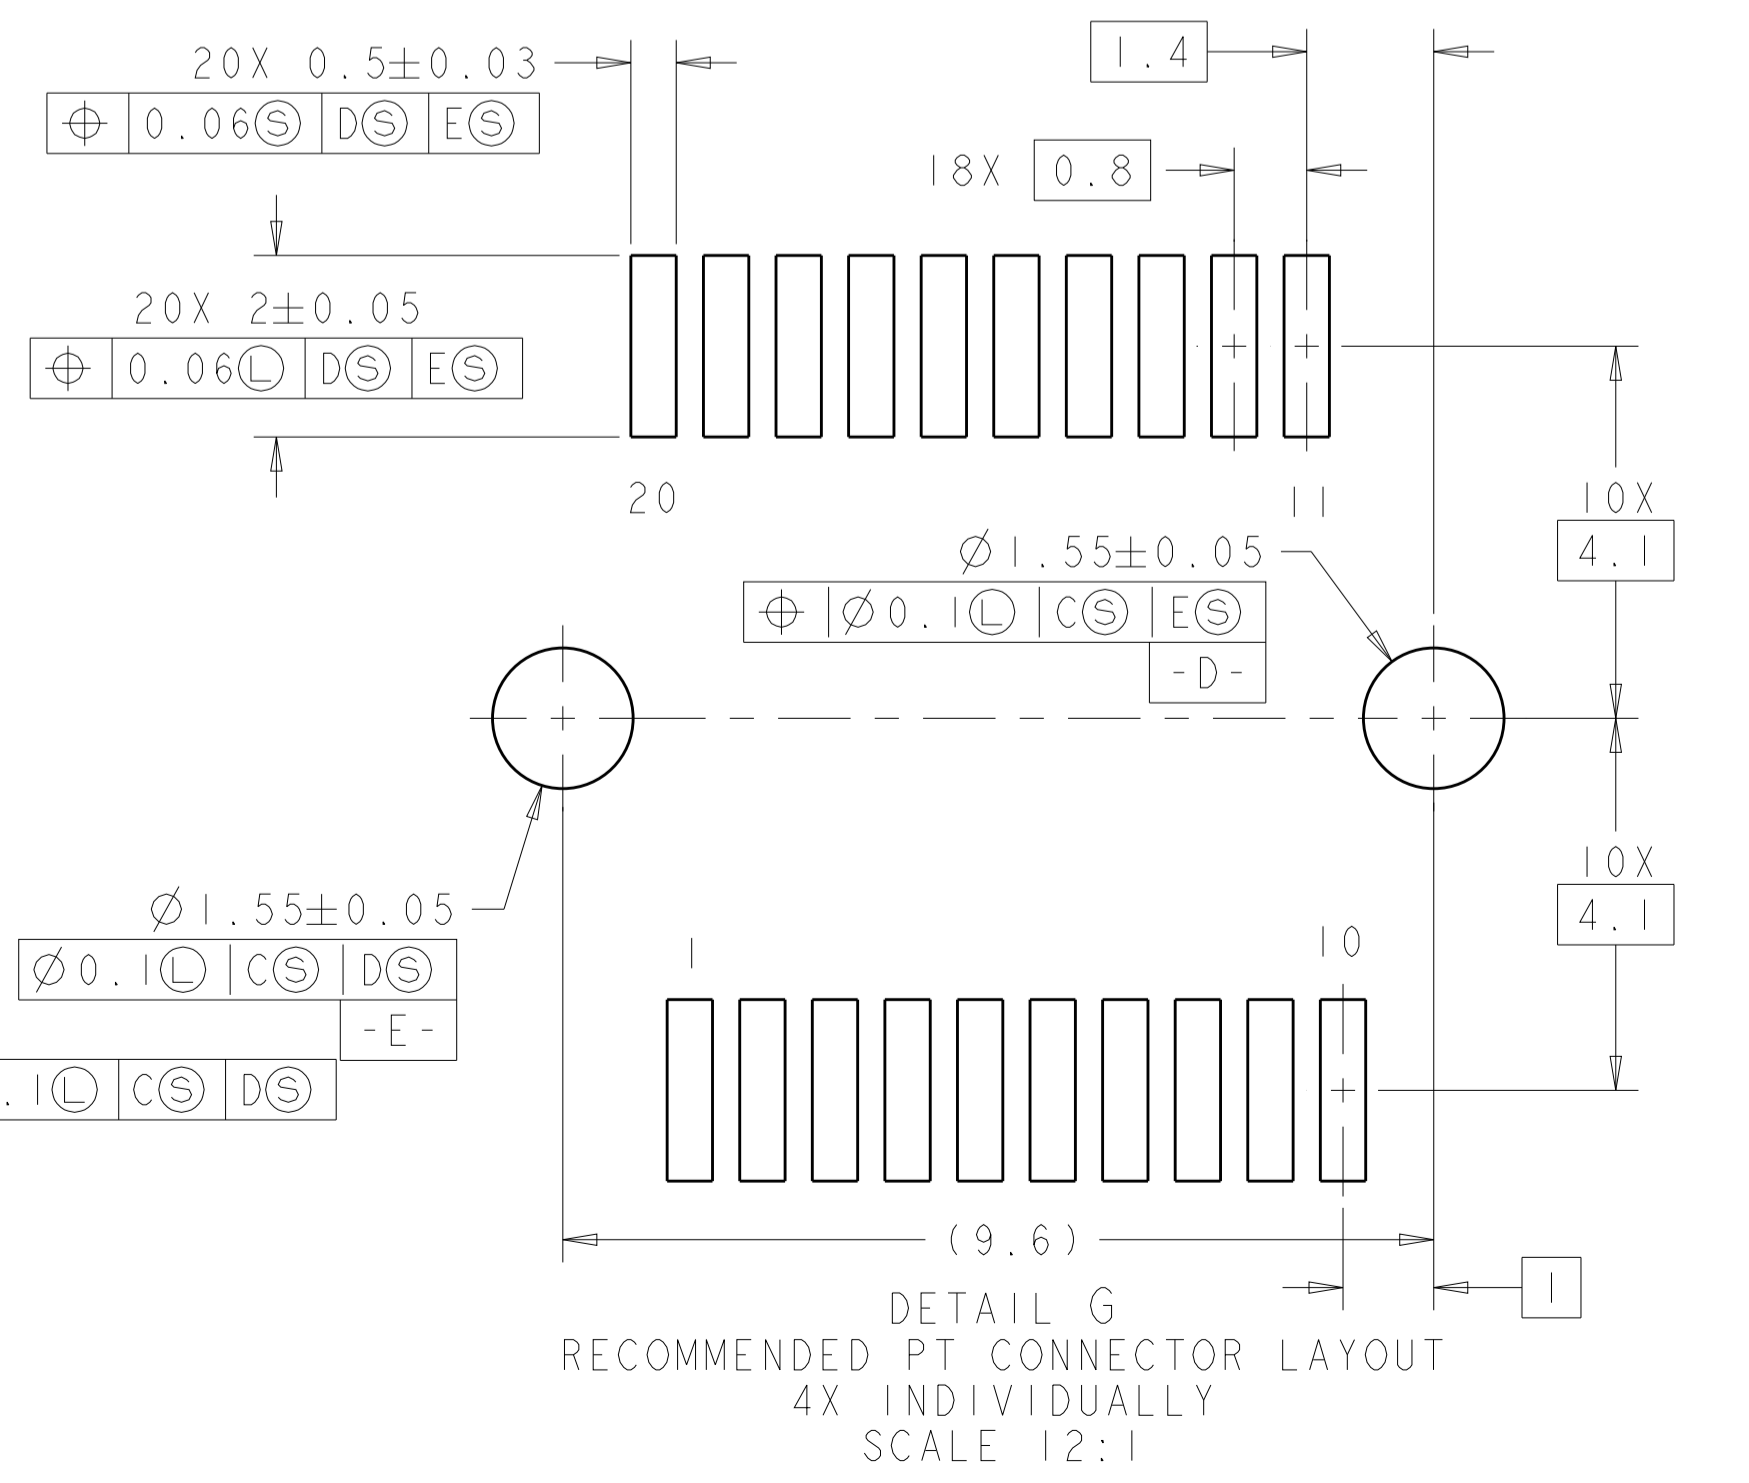 20X 0.5±0.03
⌖ 0.06Ⓢ DⓈ EⓈ
1.4
18X 0.8
20X 2±0.05
⌖ 0.06Ⓛ DⓈ EⓈ
20
11
10X
4.1
Ø1.55±0.05
⌖ Ø0.1Ⓛ CⓈ EⓈ
-D-
10X
4.1
Ø1.55±0.05
Ø0.1Ⓛ CⓈ DⓈ
-E-
.1Ⓛ CⓈ DⓈ
1
10
(9.6)
1
DETAIL G
RECOMMENDED PT CONNECTOR LAYOUT
4X INDIVIDUALLY
SCALE 12:1